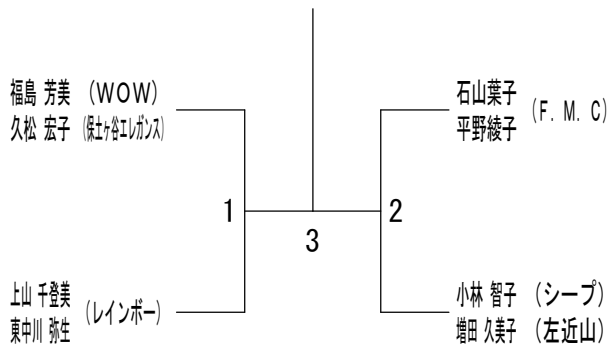 福島 芳美 (WOW)
久松 宏子 (保土ヶ谷エレガンス)
石山葉子
平野綾子
(F. M. C)
1
2
3
上山 千登美
東中川 弥生
(レインボー)
小林 智子 (シープ)
増田 久美子 (左近山)